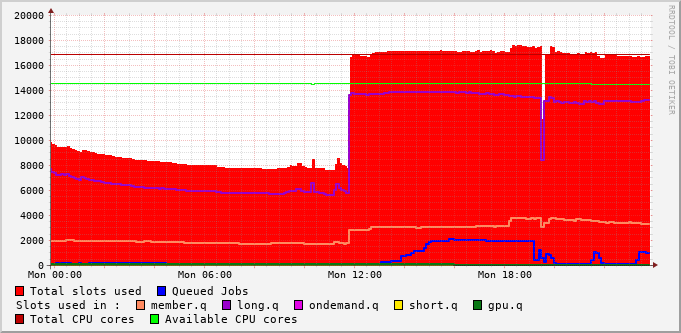 RRDTOOL / TOBI OETIKER
20000
18000
16000
14000
12000
10000
8000
6000
4000
2000
0
Mon 00:00 Mon 06:00 Mon 12:00 Mon 18:00
Total slots used Queued Jobs
Slots used in : member.q long.q ondemand.q short.q gpu.q
Total CPU cores Available CPU cores